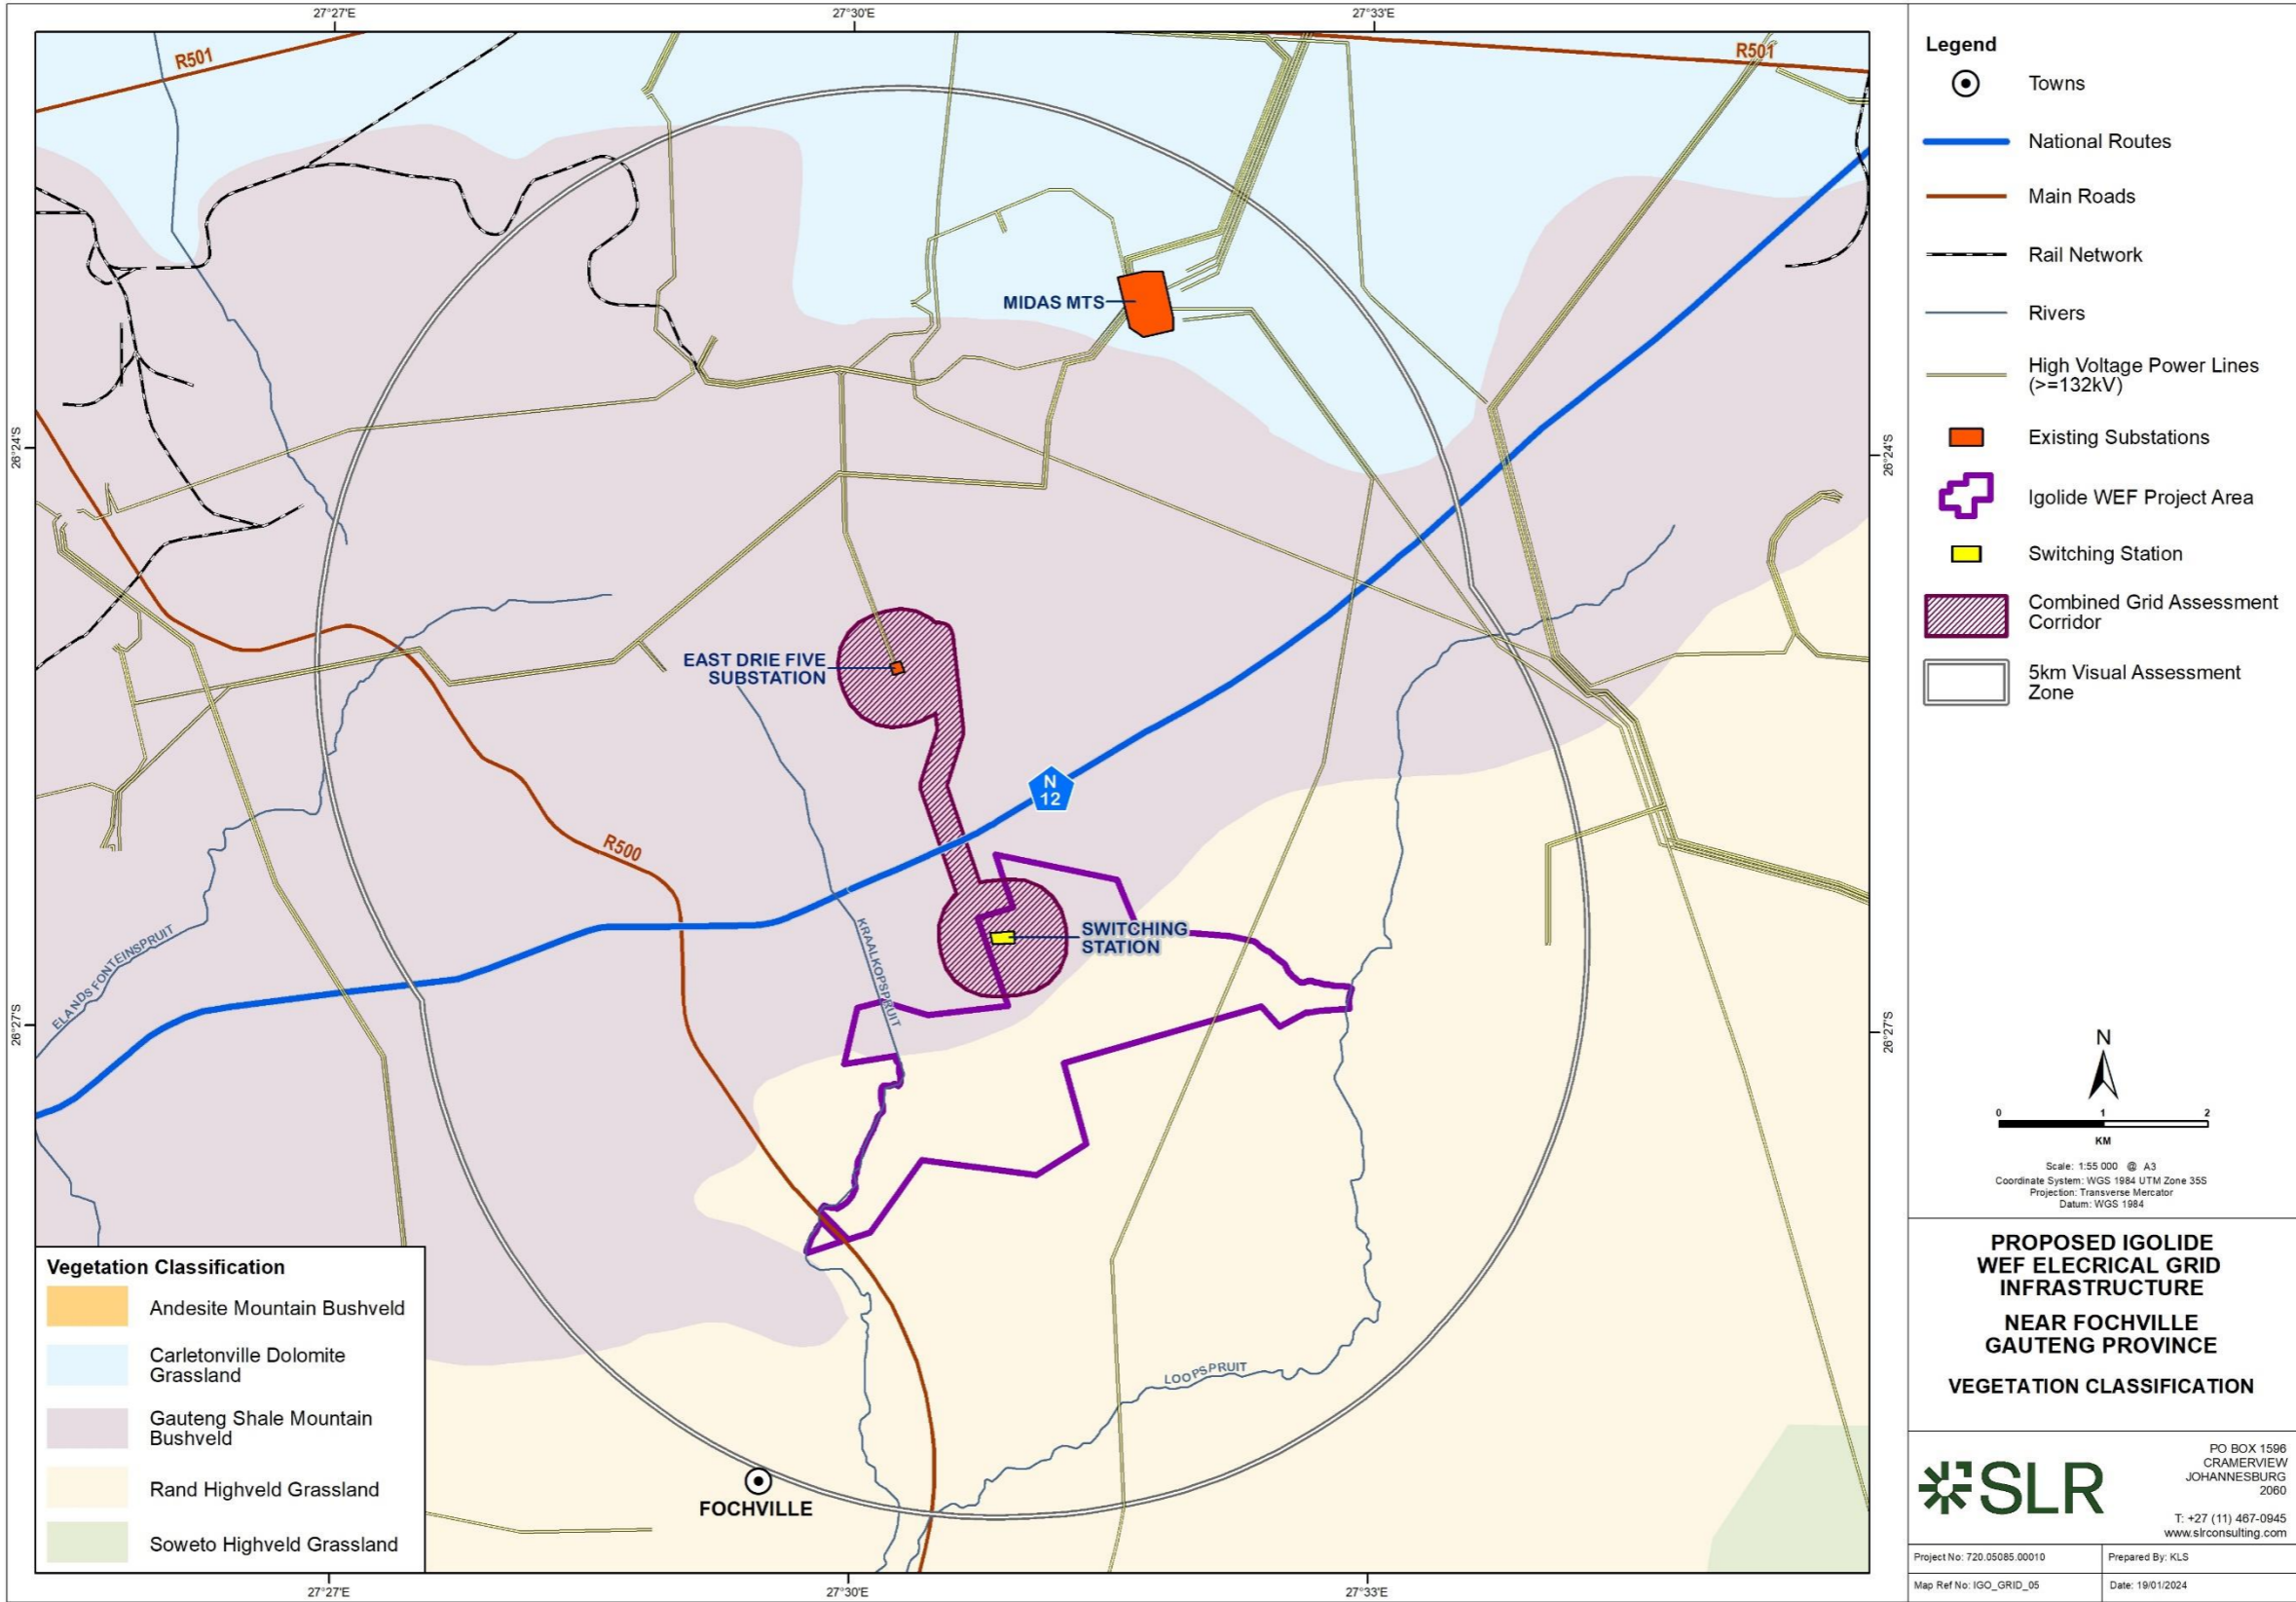 27°27'E
27°30'E
27°33'E
R501
R501
MIDAS MTS
26°24'S
26°24'S
EAST DRIE FIVE
SUBSTATION
N
12
R500
SWITCHING
STATION
KRAALKOPSPRUIT
ELANDS FONTEINSPRUIT
26°27'S
26°27'S
LOOPSPRUIT
FOCHVILLE
27°27'E
27°30'E
27°33'E
Vegetation Classification
Andesite Mountain Bushveld
Carletonville Dolomite
Grassland
Gauteng Shale Mountain
Bushveld
Rand Highveld Grassland
Soweto Highveld Grassland
Legend
Towns
National Routes
Main Roads
Rail Network
Rivers
High Voltage Power Lines
(>=132kV)
Existing Substations
Igolide WEF Project Area
Switching Station
Combined Grid Assessment
Corridor
5km Visual Assessment
Zone
N
0 1 2
KM
Scale: 1:55 000 @ A3
Coordinate System: WGS 1984 UTM Zone 35S
Projection: Transverse Mercator
Datum: WGS 1984
PROPOSED IGOLIDE
WEF ELECRICAL GRID
INFRASTRUCTURE
NEAR FOCHVILLE
GAUTENG PROVINCE
VEGETATION CLASSIFICATION
SLR
PO BOX 1596
CRAMERVIEW
JOHANNESBURG
2060
T: +27 (11) 467-0945
www.slrconsulting.com
Project No: 720.05085.00010
Prepared By: KLS
Map Ref No: IGO_GRID_05
Date: 19/01/2024